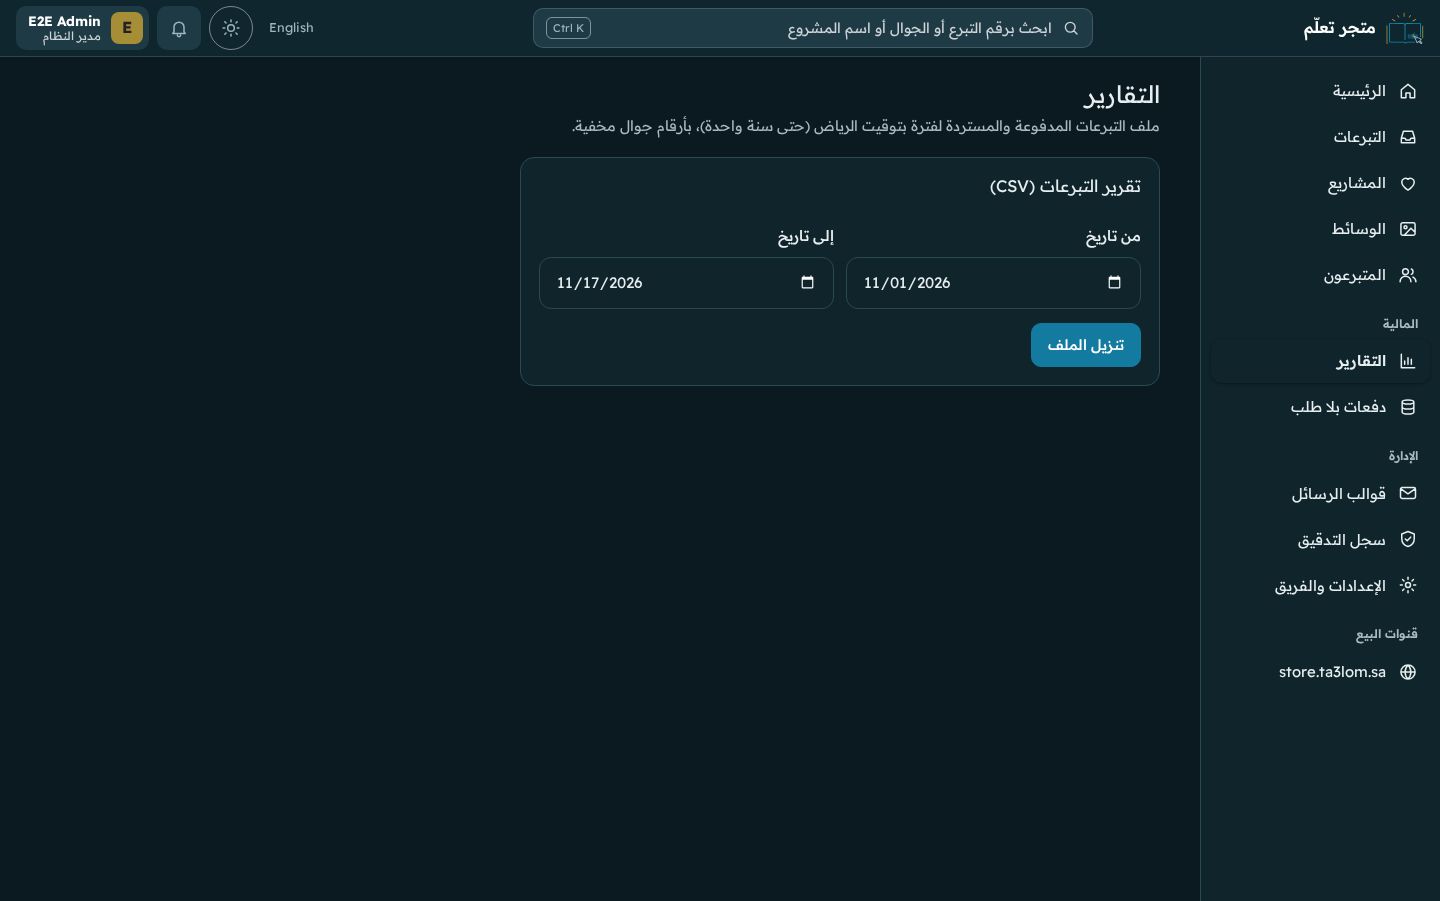 متجر تعلّم
ابحث برقم التبرع أو الجوال أو اسم المشروع
Ctrl K
English
E2E Admin
مدير النظام
E
الرئيسية
التبرعات
المشاريع
الوسائط
المتبرعون
المالية
التقارير
دفعات بلا طلب
الإدارة
قوالب الرسائل
سجل التدقيق
الإعدادات والفريق
قنوات البيع
store.ta3lom.sa
التقارير
ملف التبرعات المدفوعة والمستردة لفترة بتوقيت الرياض (حتى سنة واحدة)، بأرقام جوال مخفية.
تقرير التبرعات (CSV)
من تاريخ
11/01/2026
إلى تاريخ
11/17/2026
تنزيل الملف